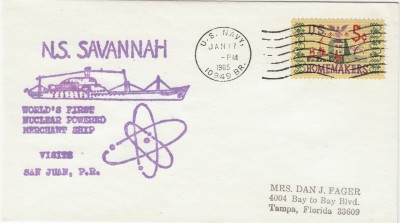 N.S. SAVANNAH
WORLD'S FIRST
NUCLEAR POWERED
MERCHANT SHIP
VISITS
SAN JUAN, P.R.
U.S. NAVY,
JAN 17
-PM
1965
10949 BR.
U.S. 5¢
HOMEMAKERS
MRS. DAN J. FAGER
4004 Bay to Bay Blvd.
Tampa, Florida 33609